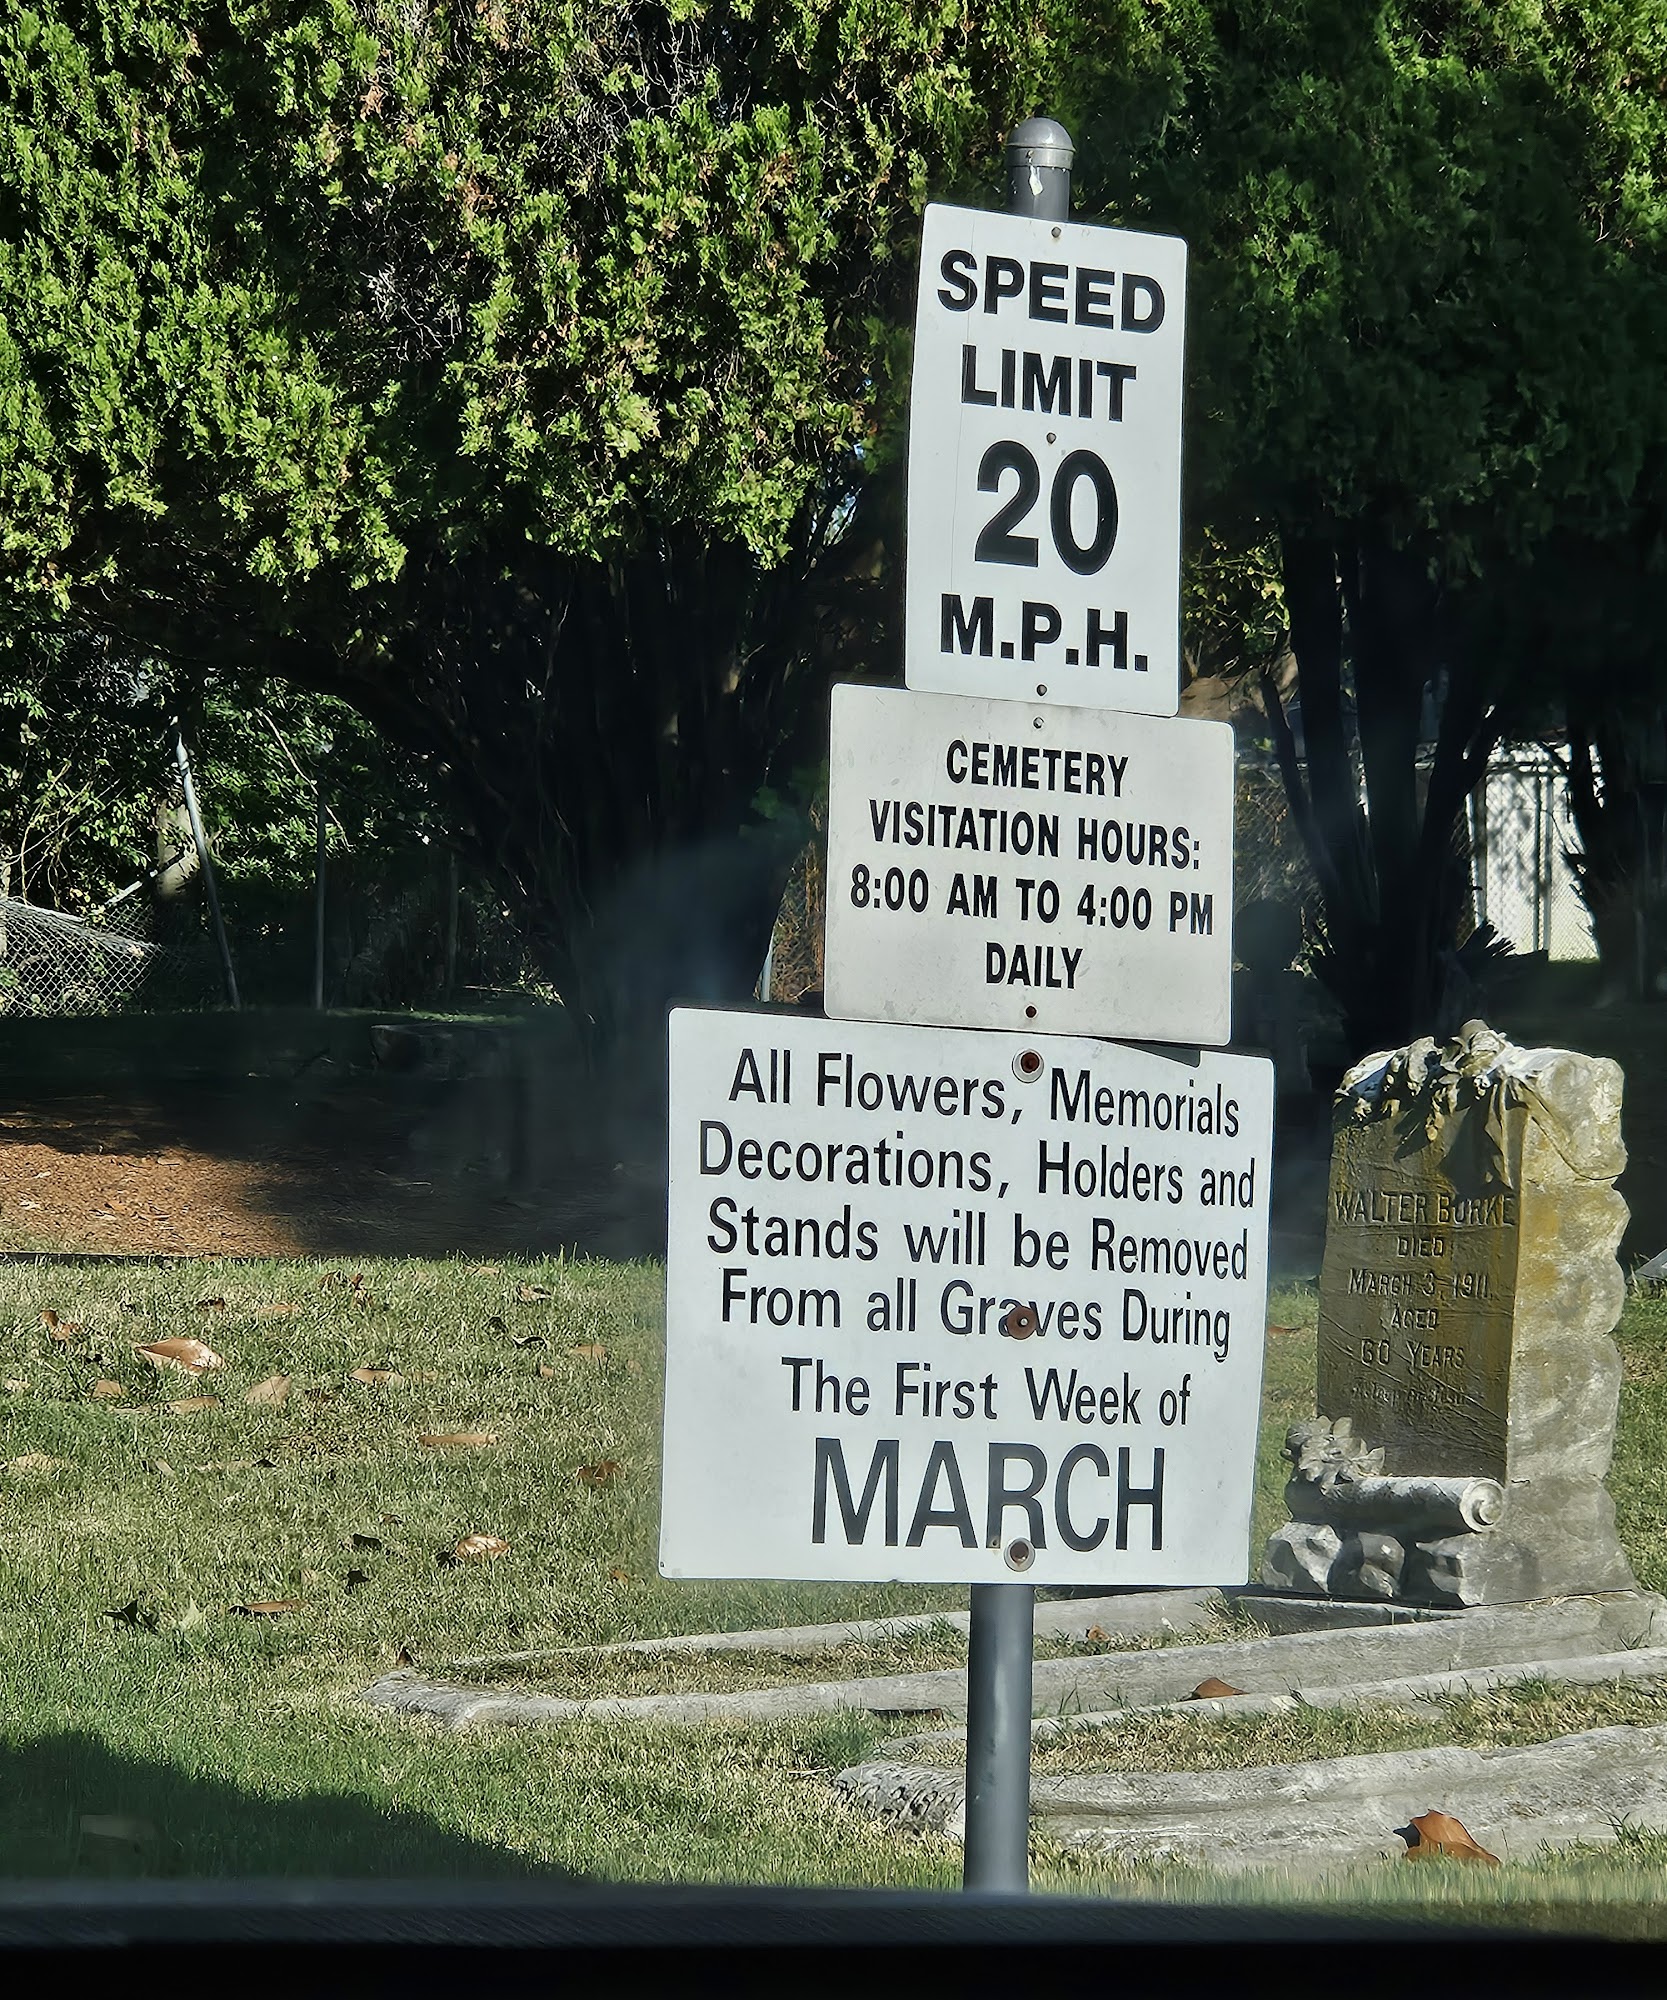 SPEED
LIMIT
20
M.P.H.
CEMETERY
VISITATION HOURS:
8:00 AM TO 4:00 PM
DAILY
All Flowers, Memorials
Decorations, Holders and
Stands will be Removed
From all Graves During
The First Week of
MARCH
WALTER BURKE
DIED
MARCH 3, 1911,
AGED
60 YEARS